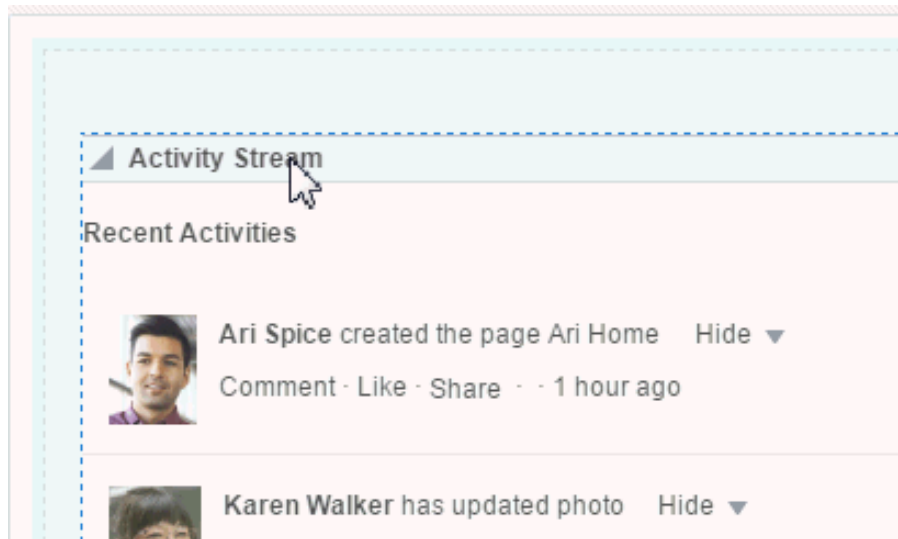 Activity Stream
Recent Activities
Ari Spice created the page Ari Home Hide
Comment · Like · Share · · 1 hour ago
Karen Walker has updated photo Hide